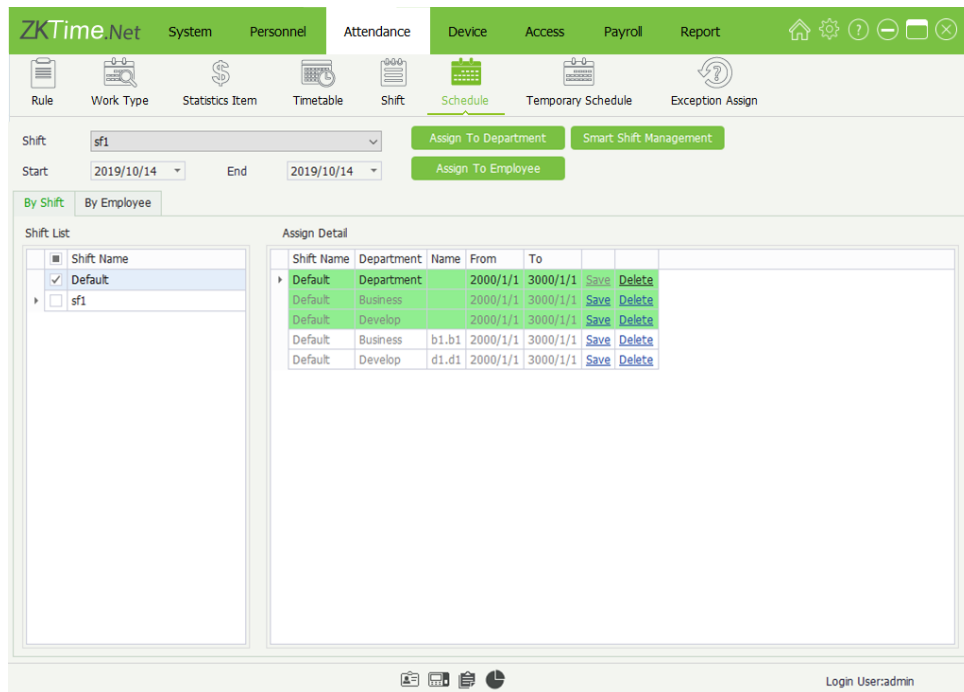 ZKTime.Net System Personnel Attendance Device Access Payroll Report
Rule Work Type Statistics Item Timetable Shift Schedule Temporary Schedule Exception Assign
Shift sf1 Assign To Department Smart Shift Management
Start 2019/10/14 End 2019/10/14 Assign To Employee
By Shift By Employee
Shift List Assign Detail
Shift Name
Default
sf1
Shift Name Department Name From To
Default Department 2000/1/1 3000/1/1 Save Delete
Default Business 2000/1/1 3000/1/1 Save Delete
Default Develop 2000/1/1 3000/1/1 Save Delete
Default Business b1.b1 2000/1/1 3000/1/1 Save Delete
Default Develop d1.d1 2000/1/1 3000/1/1 Save Delete
Login User:admin